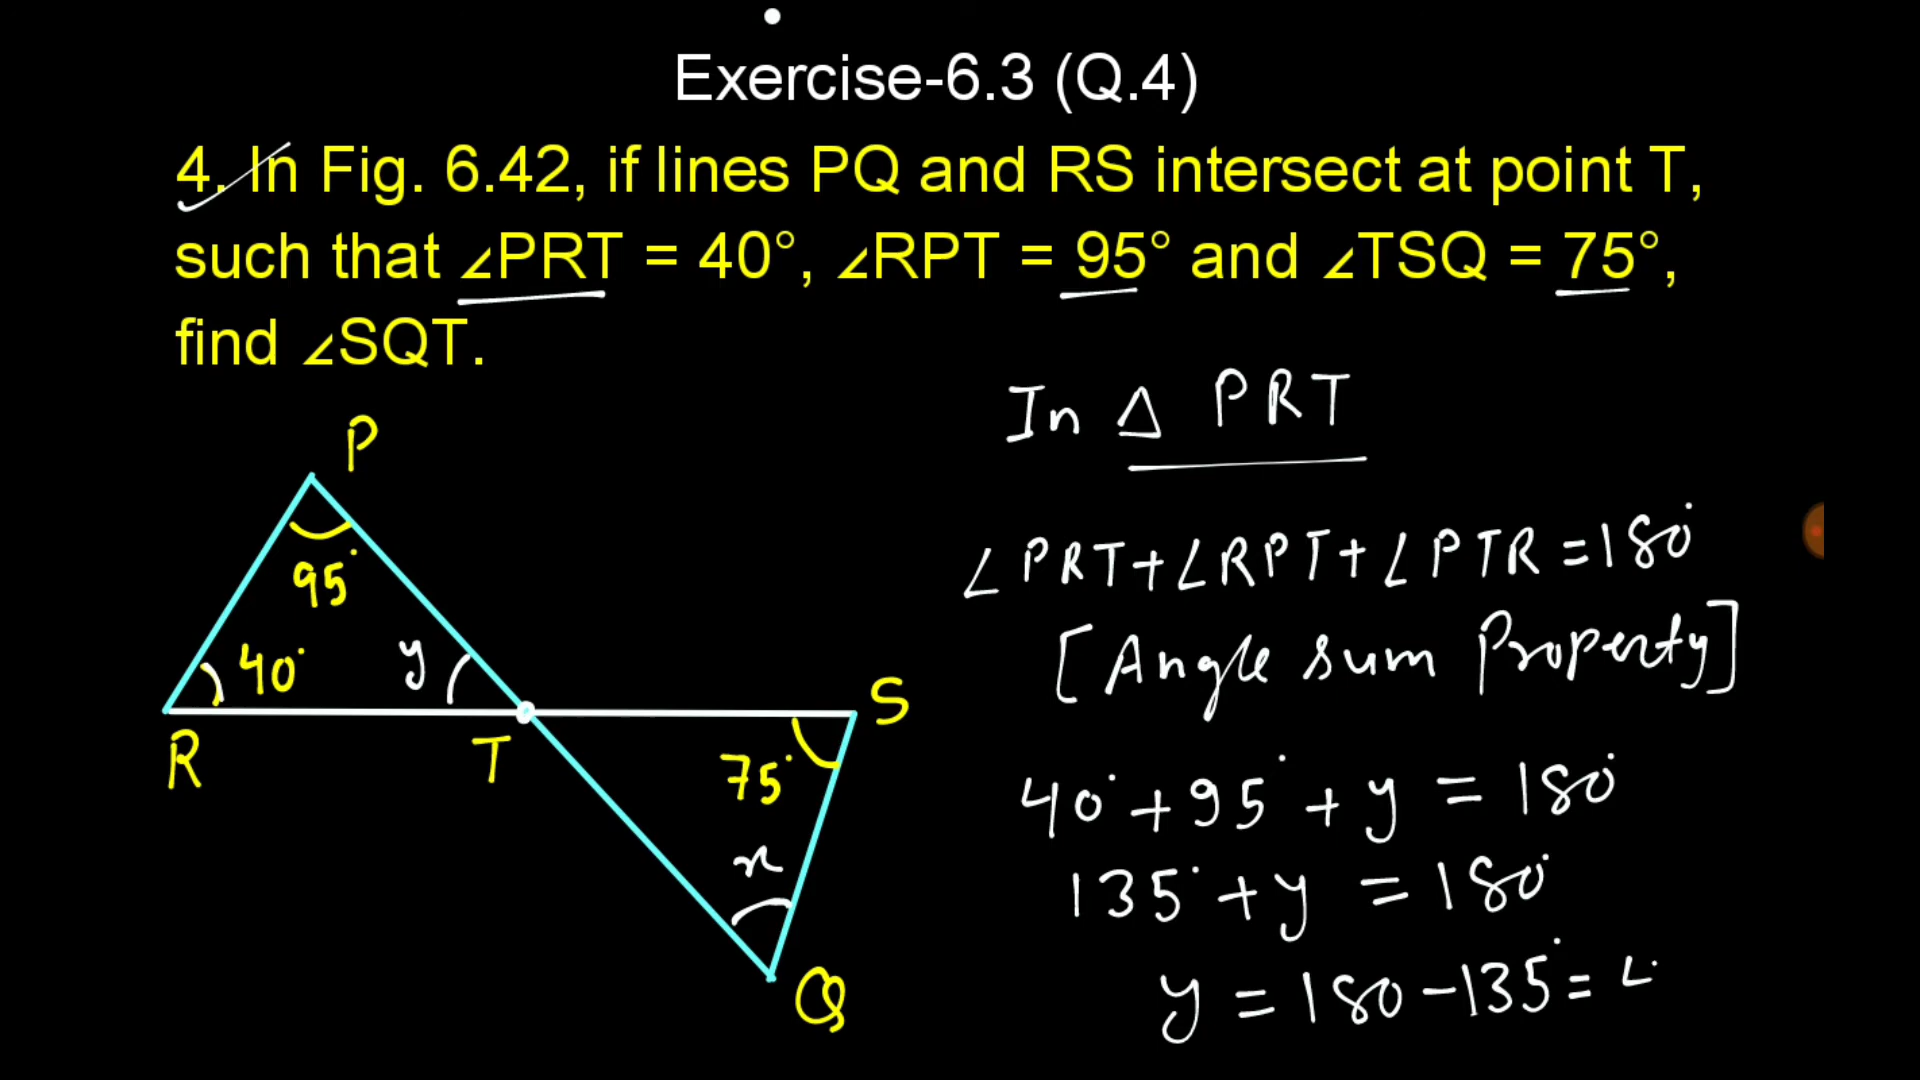 Exercise-6.3 (Q.4)
4. In Fig. 6.42, if lines PQ and RS intersect at point T,
such that ∠PRT = 40°, ∠RPT = 95° and ∠TSQ = 75°,
find ∠SQT.
In △ PRT
P
∠PRT+∠RPT+∠PTR=180°
95°
[Angle sum Property]
40°
y
S
R
T
75°
40°+95°+y = 180°
x
135°+y = 180°
Q
y = 180-135°=